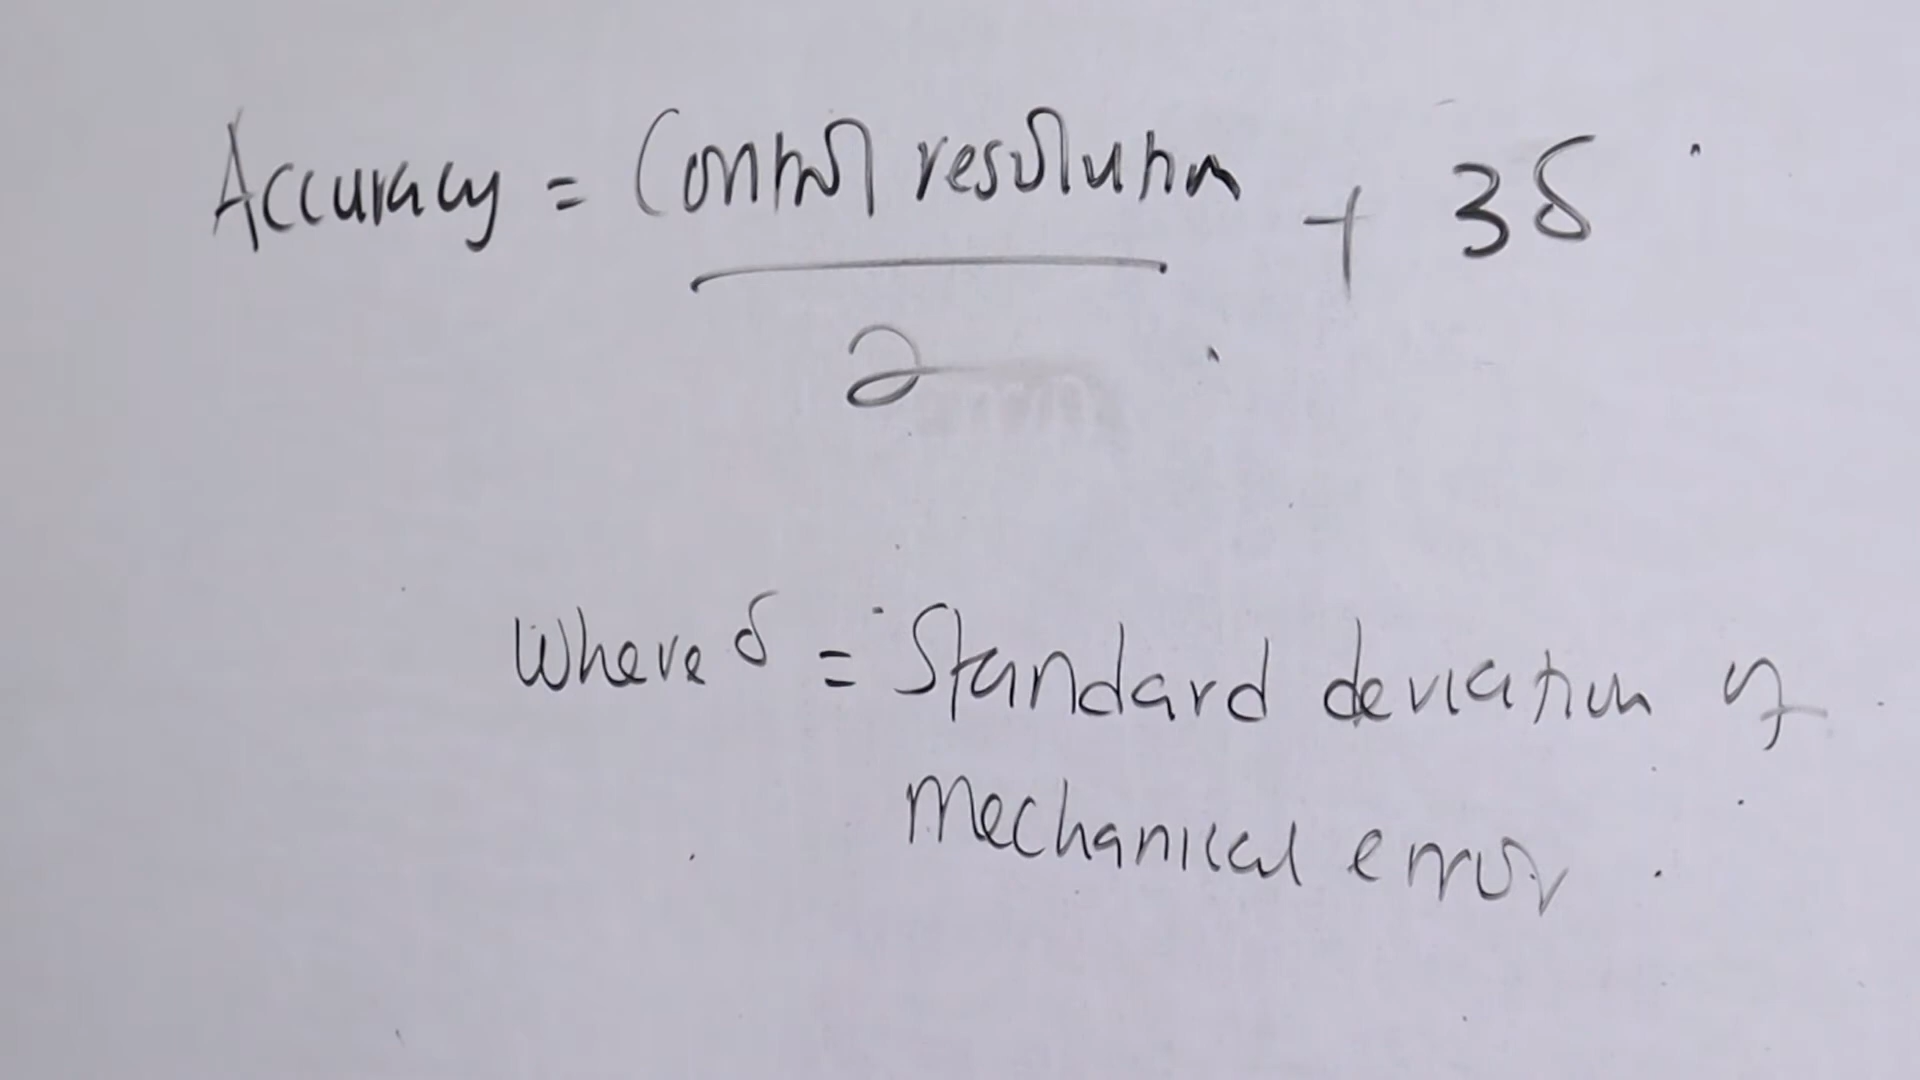 Accuracy = Control resolution / 2 + 3δ
where δ = Standard deviation of
mechanical error.